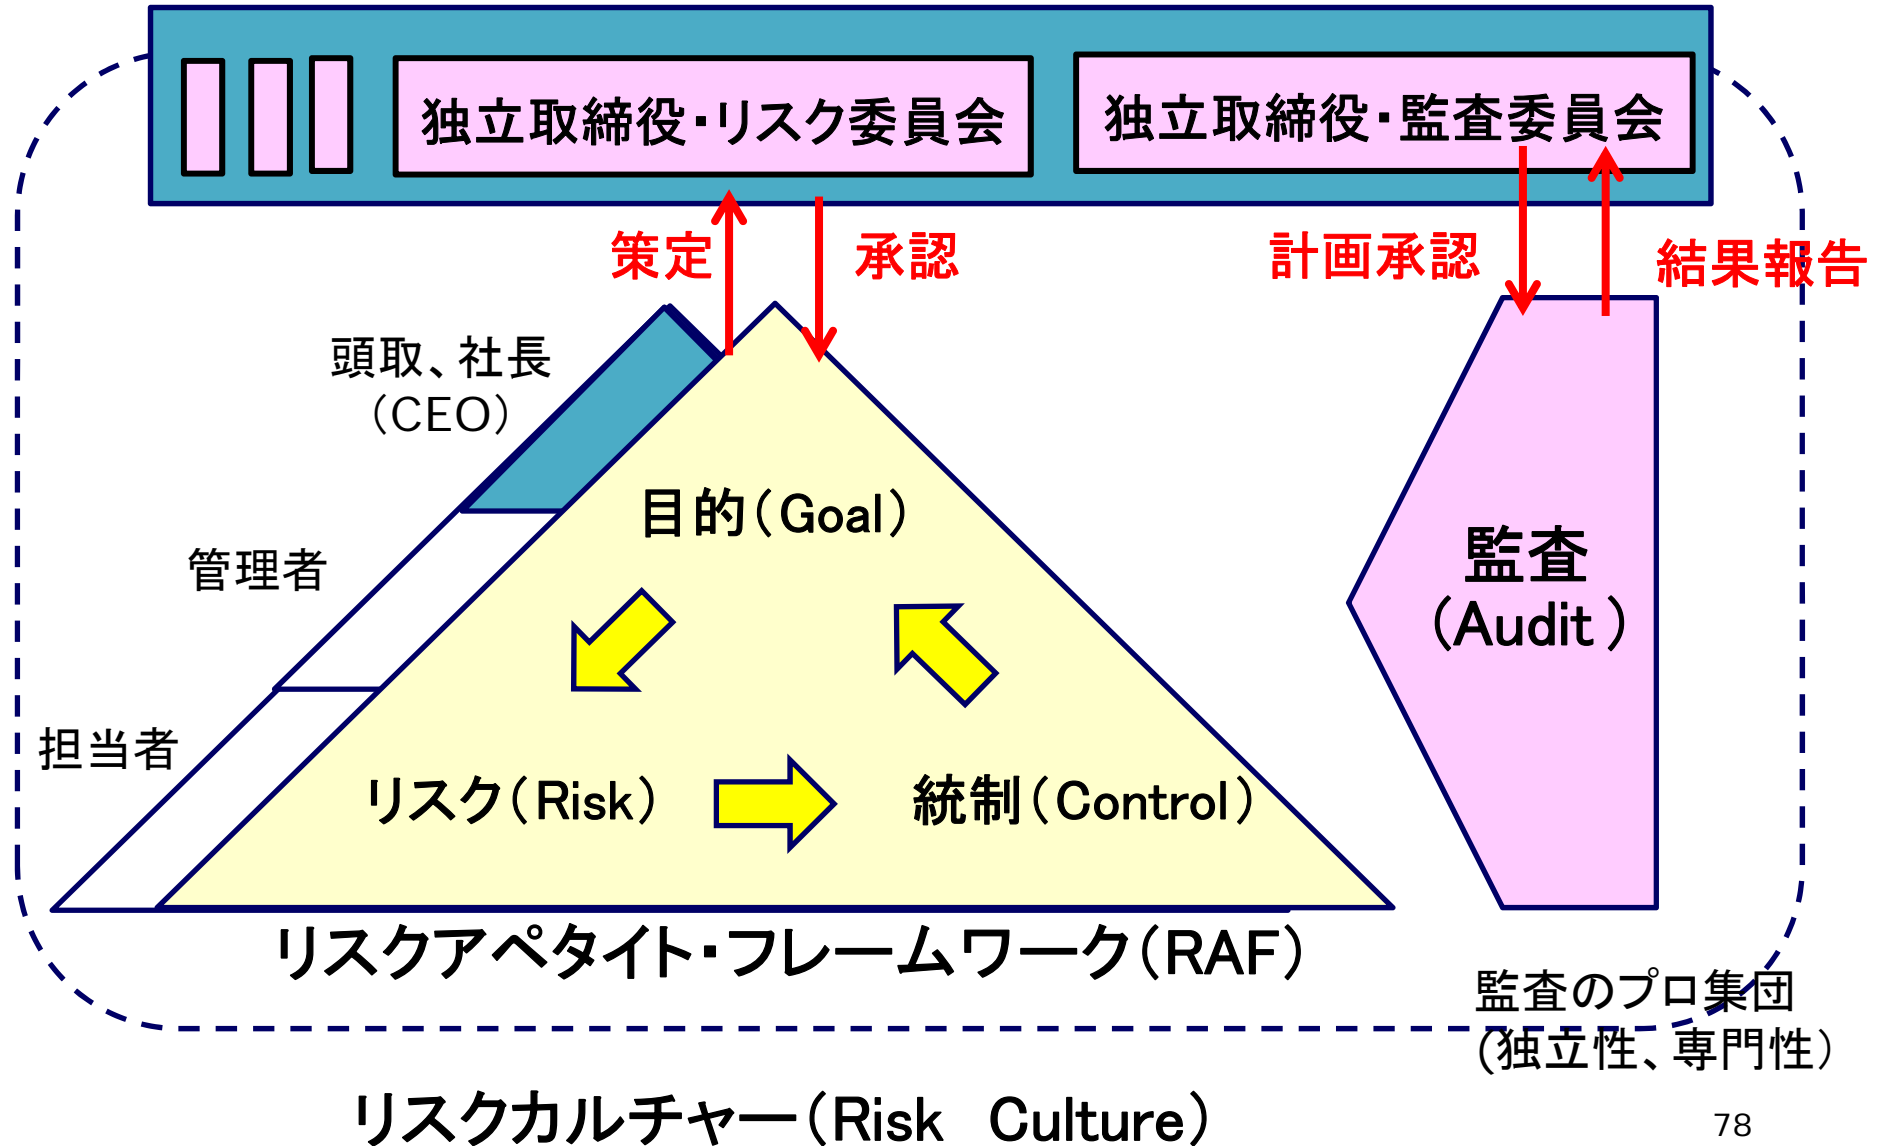 独立取締役・リスク委員会
独立取締役・監査委員会
策定
承認
計画承認
結果報告
頭取、社長
（CEO）
目的（Goal）
管理者
監査
（Audit）
担当者
リスク（Risk）
統制（Control）
リスクアペタイト・フレームワーク（RAF）
監査のプロ集団
（独立性、専門性）
リスクカルチャー（Risk Culture）
78